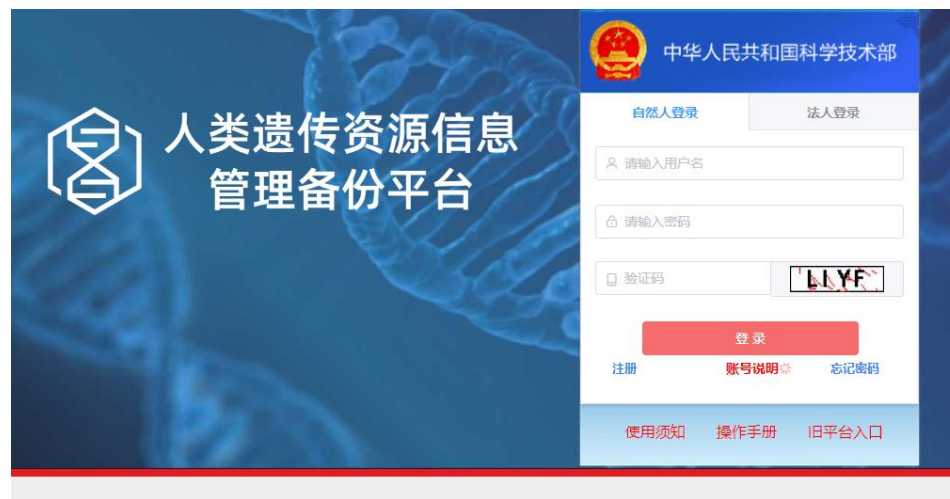 人类遗传资源信息
管理备份平台
中华人民共和国科学技术部
自然人登录
法人登录
请输入用户名
请输入密码
验证码
LLYF
登 录
注册
账号说明
忘记密码
使用须知
操作手册
旧平台入口